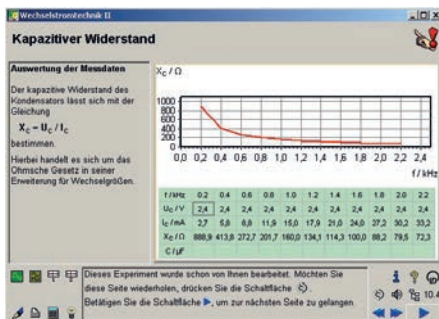 Wechselstromtechnik II
Kapazitiver Widerstand
Auswertung der Messdaten
Der kapazitive Widerstand des
Kondensators lässt sich mit der
Gleichung
X_C = U_C / I_C
bestimmen.
Hierbei handelt es sich um das
Ohmsche Gesetz in seiner
Erweiterung für Wechselgrößen.
X_C / Ω
1000
800
600
400
200
0
0,0 0,2 0,4 0,6 0,8 1,0 1,2 1,4 1,6 1,8 2,0 2,2 2,4
f / kHz
f / kHz 0.2 0.4 0.6 0.8 1.0 1.2 1.4 1.6 1.8 2.0 2.2
U_C / V 2,4 2,4 2,4 2,4 2,4 2,4 2,4 2,4 2,4 2,4 2,4
I_C / mA 2,7 5,8 8,8 11,9 15,0 17,9 21,0 24,0 27,2 30,2 33,2
X_C / Ω 888,9 413,8 272,7 201,7 160,0 134,1 114,3 100,0 88,2 79,5 72,3
C / µF
Dieses Experiment wurde schon von Ihnen bearbeitet. Möchten Sie
diese Seite wiederholen, drücken Sie die Schaltfläche .
Betätigen Sie die Schaltfläche ▶, um zur nächsten Seite zu gelangen.
10.4